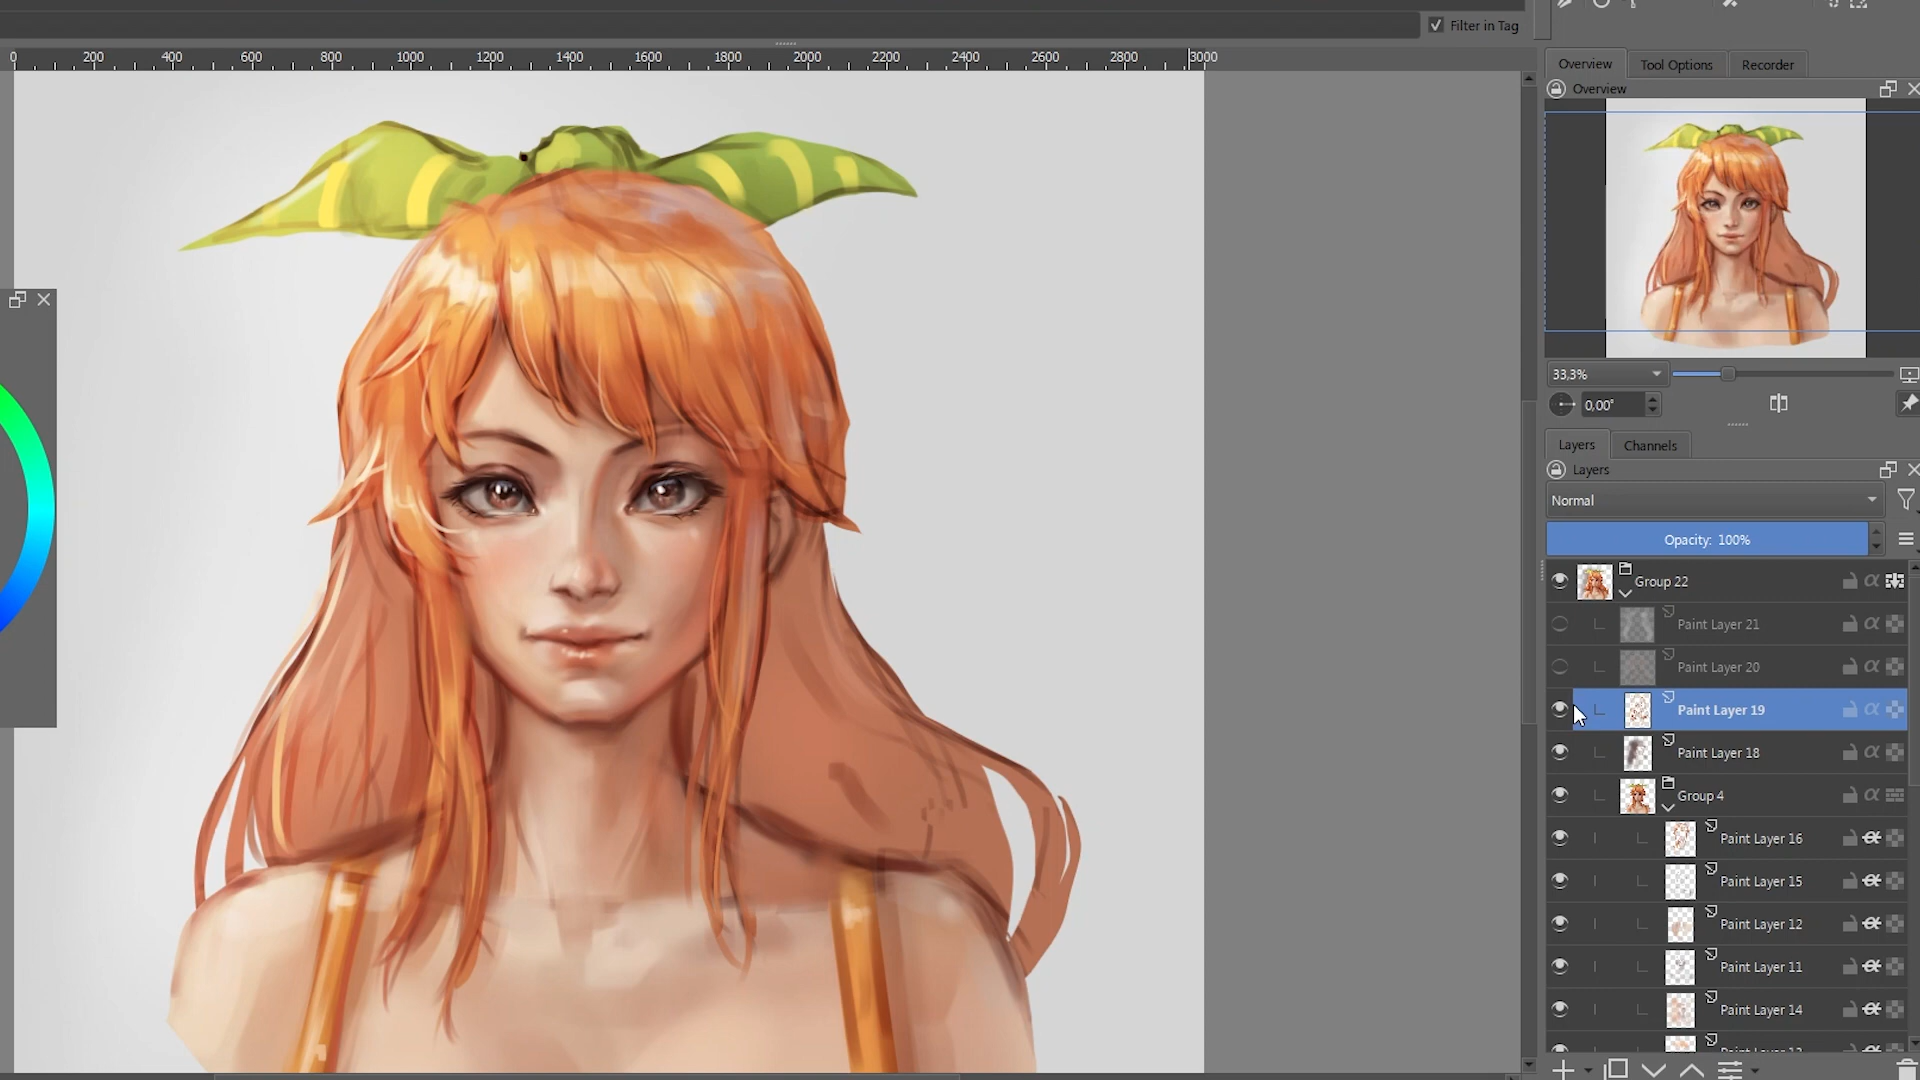 Filter in Tag
0 200 400 600 800 1000 1200 1400 1600 1800 2000 2200 2400 2600 2800 3000
Overview Tool Options Recorder
Overview
33,3%
0,00°
Layers Channels
Layers
Normal
Opacity: 100%
Group 22
Paint Layer 21
Paint Layer 20
Paint Layer 19
Paint Layer 18
Group 4
Paint Layer 16
Paint Layer 15
Paint Layer 12
Paint Layer 11
Paint Layer 14
Paint Layer 13